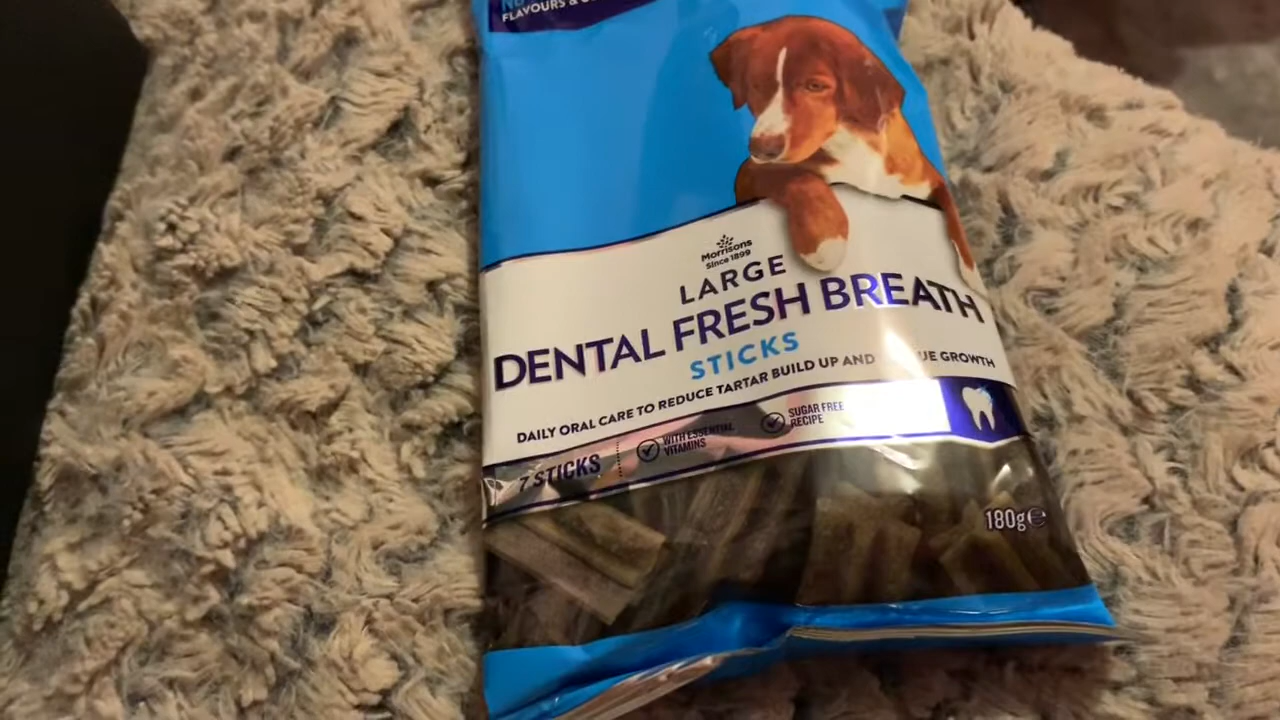 FLAVOURS &
Morrisons
Since 1899
LARGE
DENTAL FRESH BREATH
STICKS
DAILY ORAL CARE TO REDUCE TARTAR BUILD UP AND UE GROWTH
7 STICKS
WITH ESSENTIAL
VITAMINS
SUGAR FREE
RECIPE
180g℮